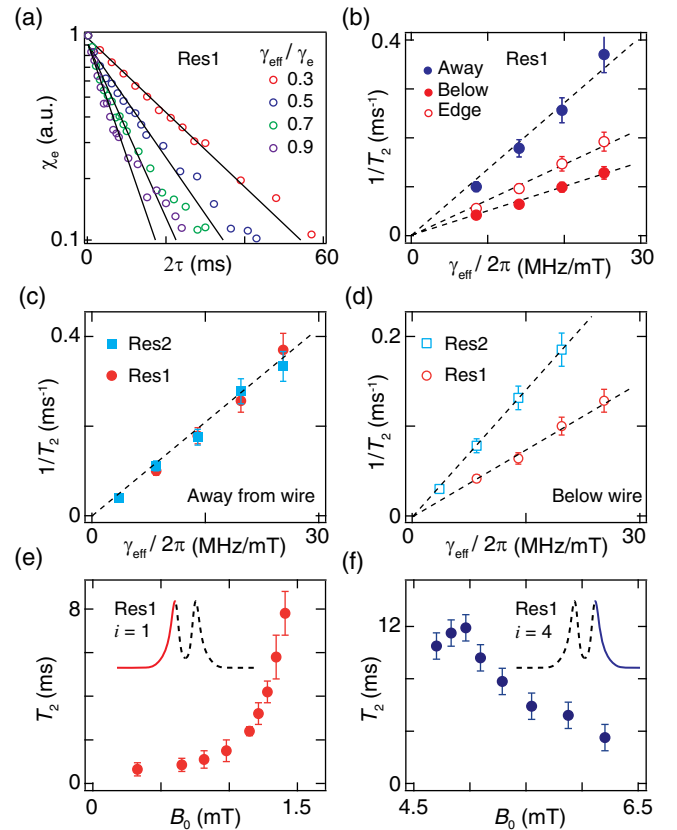 (a)
1
χe (a.u.)
0.1
Res1
γeff / γe
0.3
0.5
0.7
0.9
0
2τ (ms)
60
(b)
0.4
1/T2 (ms-1)
0
Res1
Away
Below
Edge
0
γeff / 2π (MHz/mT)
30
(c)
0.4
1/T2 (ms-1)
0
Res2
Res1
Away from wire
0
30
γeff / 2π (MHz/mT)
(d)
0.2
1/T2 (ms-1)
0
Res2
Res1
Below wire
0
30
γeff / 2π (MHz/mT)
(e)
8
T2 (ms)
0
Res1
i = 1
0
B0 (mT)
1.5
(f)
12
T2 (ms)
0
Res1
i = 4
4.5
B0 (mT)
6.5